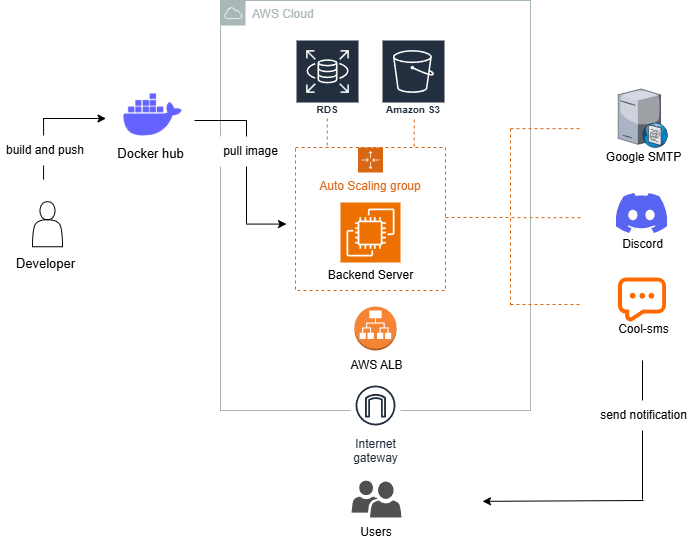 AWS Cloud
RDS
Amazon S3
Docker hub
build and push
pull image
Google SMTP
Auto Scaling group
Developer
Discord
Backend Server
Cool-sms
AWS ALB
send notification
Internet
gateway
Users